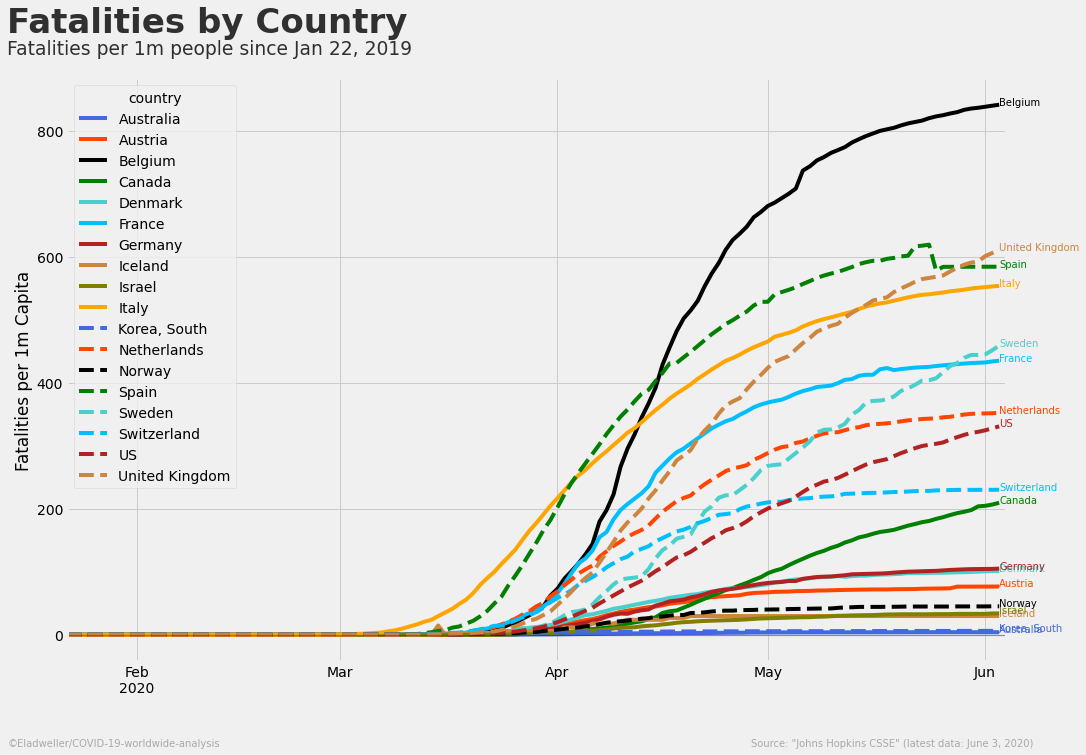 Fatalities by Country
Fatalities per 1m people since Jan 22, 2019
country
Australia
Austria
Belgium
Canada
Denmark
France
Germany
Iceland
Israel
Italy
Korea, South
Netherlands
Norway
Spain
Sweden
Switzerland
US
United Kingdom
Fatalities per 1m Capita
800
600
400
200
0
Feb
2020
Mar
Apr
May
Jun
Belgium
United Kingdom
Spain
Italy
Sweden
France
Netherlands
US
Switzerland
Canada
Germany
Denmark
Austria
Norway
Israel
Iceland
Korea, South
Australia
©Eladweller/COVID-19-worldwide-analysis
Source: "Johns Hopkins CSSE" (latest data: June 3, 2020)